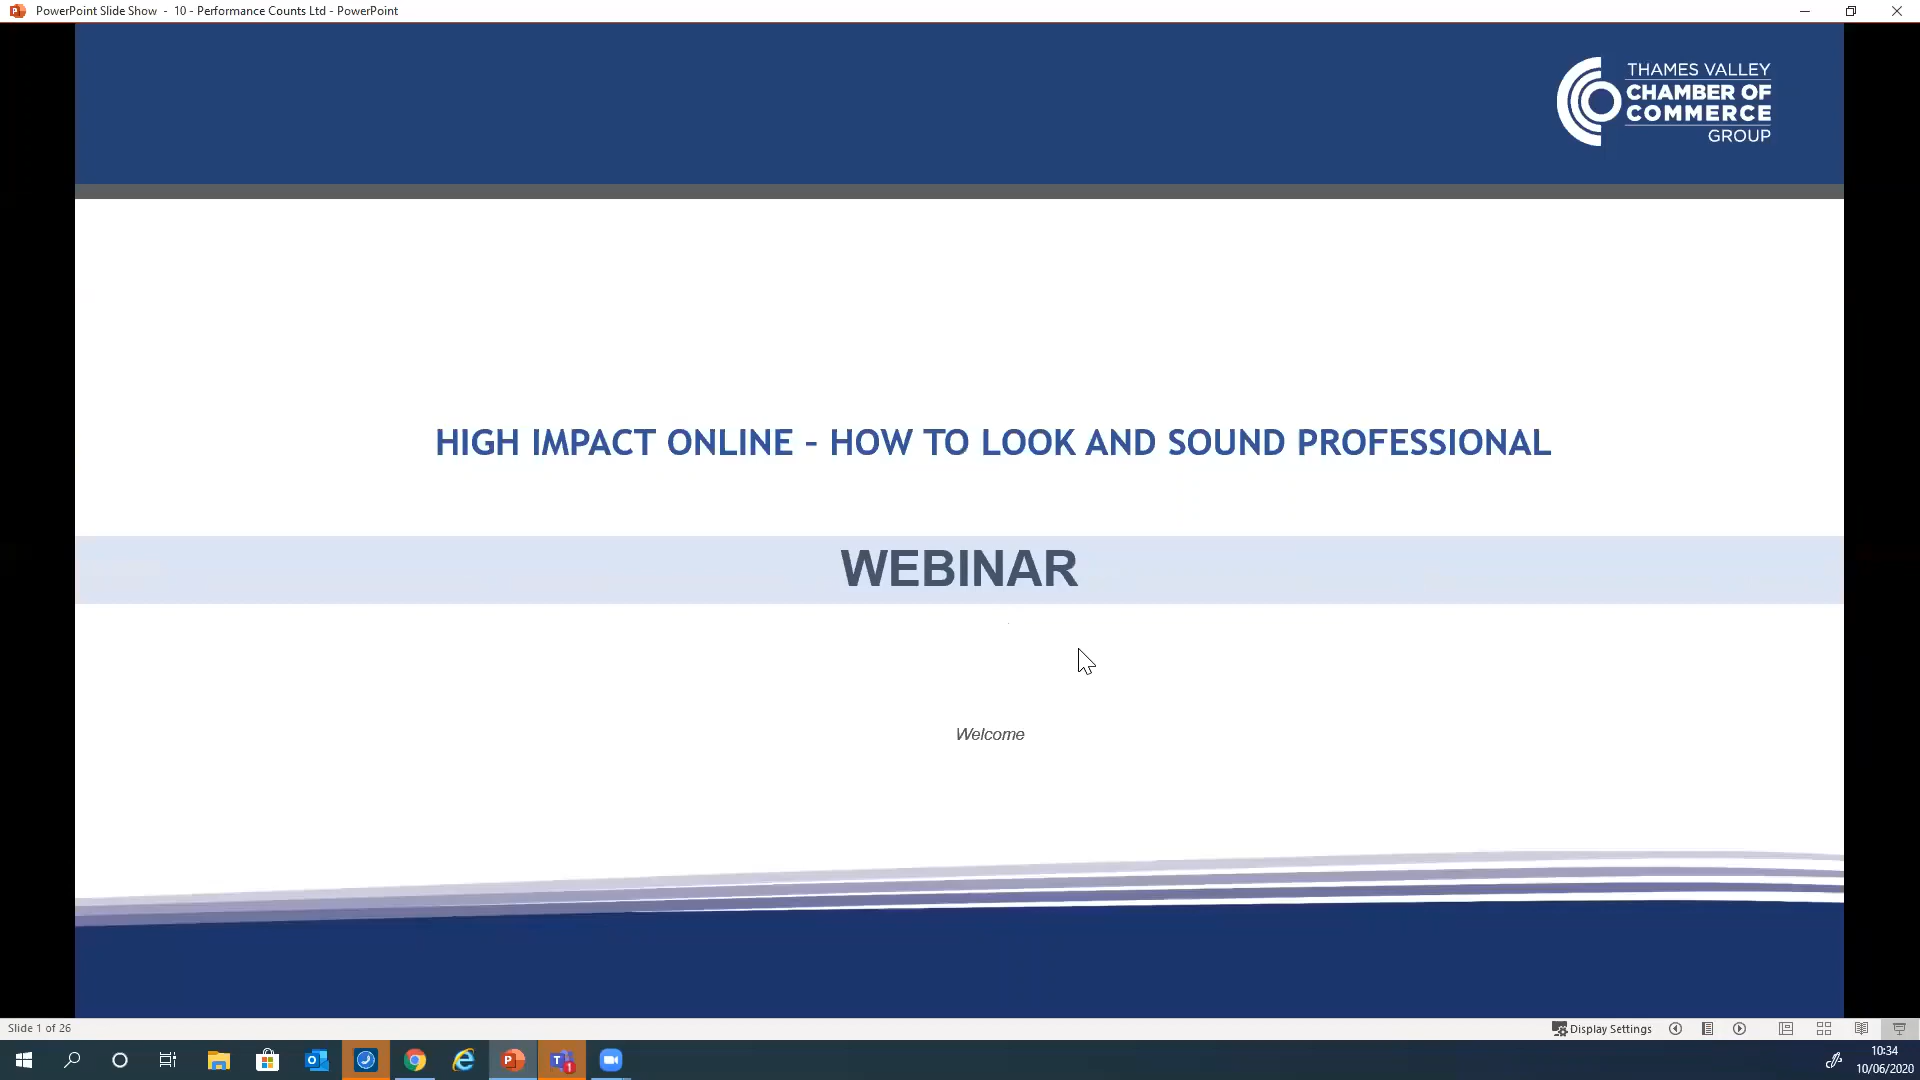 PowerPoint Slide Show - 10 - Performance Counts Ltd - PowerPoint
THAMES VALLEY
CHAMBER OF
COMMERCE
GROUP
HIGH IMPACT ONLINE – HOW TO LOOK AND SOUND PROFESSIONAL
WEBINAR
Welcome
Slide 1 of 26
Display Settings
10:34
10/06/2020